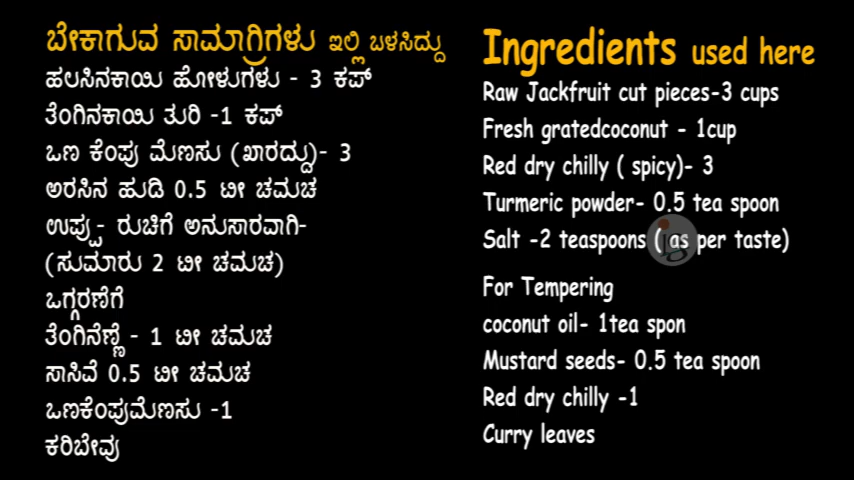 ಬೇಕಾಗುವ ಸಾಮಾಗ್ರಿಗಳು ಇಲ್ಲಿ ಬಳಸಿದ್ದು
ಹಲಸಿನಕಾಯಿ ಹೋಳುಗಳು - 3 ಕಪ್
ತೆಂಗಿನಕಾಯಿ ತುರಿ -1 ಕಪ್
ಒಣ ಕೆಂಪು ಮೆಣಸು (ಖಾರದ್ದು)- 3
ಅರಸಿನ ಹುಡಿ 0.5 ಟೀ ಚಮಚ
ಉಪ್ಪು- ರುಚಿಗೆ ಅನುಸಾರವಾಗಿ-
(ಸುಮಾರು 2 ಟೀ ಚಮಚ)
ಒಗ್ಗರಣೆಗೆ
ತೆಂಗಿನೆಣ್ಣೆ - 1 ಟೀ ಚಮಚ
ಸಾಸಿವೆ 0.5 ಟೀ ಚಮಚ
ಒಣಕೆಂಪುಮೆಣಸು -1
ಕರಿಬೇವು
Ingredients used here
Raw Jackfruit cut pieces-3 cups
Fresh gratedcoconut - 1cup
Red dry chilly ( spicy)- 3
Turmeric powder- 0.5 tea spoon
Salt -2 teaspoons ( as per taste)
For Tempering
coconut oil- 1tea spon
Mustard seeds- 0.5 tea spoon
Red dry chilly -1
Curry leaves